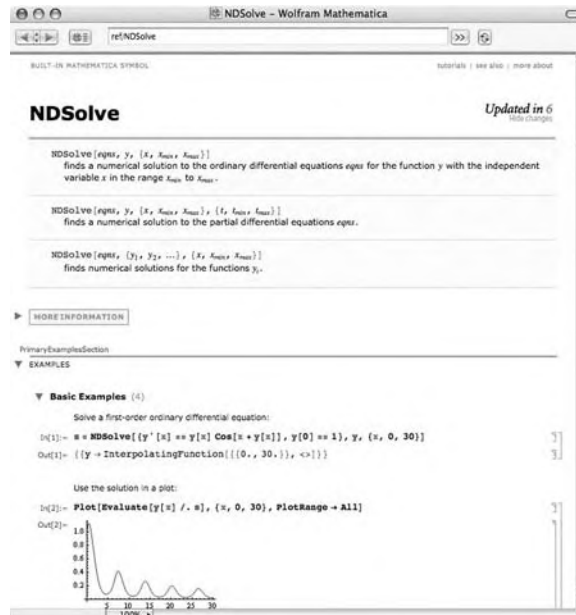 NDSolve - Wolfram Mathematica
ref/NDSolve
BUILT-IN MATHEMATICA SYMBOL
tutorials | see also | more about
NDSolve
Updated in 6
Hide changes
NDSolve[eqns, y, {x, xmin, xmax}]
finds a numerical solution to the ordinary differential equations eqns for the function y with the independent
variable x in the range xmin to xmax.
NDSolve[eqns, y, {x, xmin, xmax}, {t, tmin, tmax}]
finds a numerical solution to the partial differential equations eqns.
NDSolve[eqns, {y1, y2, …}, {x, xmin, xmax}]
finds numerical solutions for the functions yi.
MORE INFORMATION
PrimaryExamplesSection
EXAMPLES
Basic Examples (4)
Solve a first-order ordinary differential equation:
In[1]:= s = NDSolve[{y'[x] == y[x] Cos[x + y[x]], y[0] == 1}, y, {x, 0, 30}]
Out[1]= {{y → InterpolatingFunction[{{0., 30.}}, <>]}}
Use the solution in a plot:
In[2]:= Plot[Evaluate[y[x] /. s], {x, 0, 30}, PlotRange → All]
Out[2]=
1.0
0.8
0.6
0.4
0.2
5 10 15 20 25 30
100%